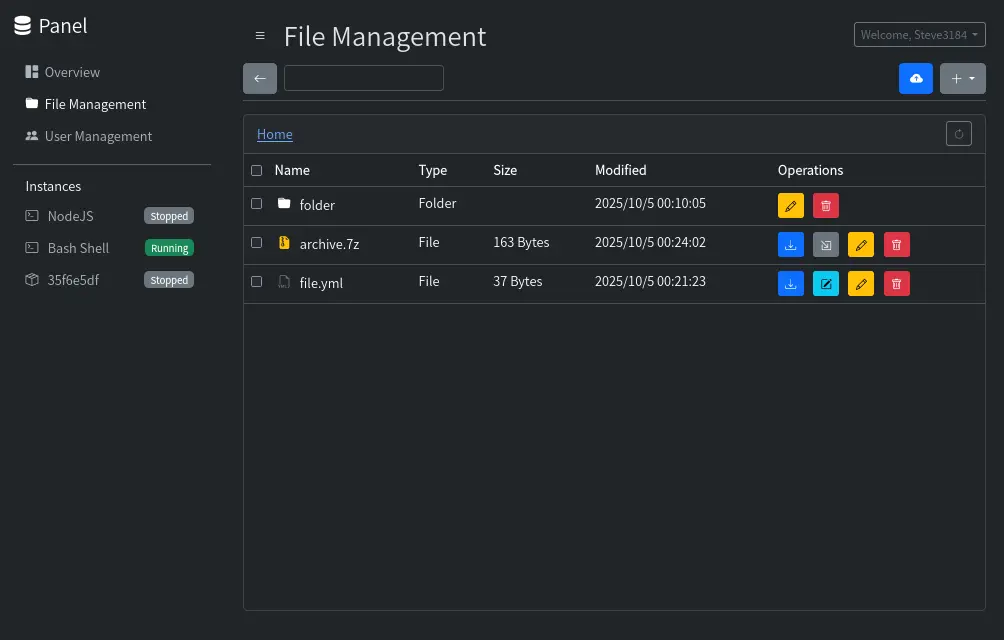 Panel
File Management
Welcome, Steve3184
Overview
File Management
User Management
Instances
NodeJS Stopped
Bash Shell Running
35f6e5df Stopped
Home
Name Type Size Modified Operations
folder Folder 2025/10/5 00:10:05
archive.7z File 163 Bytes 2025/10/5 00:24:02
file.yml File 37 Bytes 2025/10/5 00:21:23